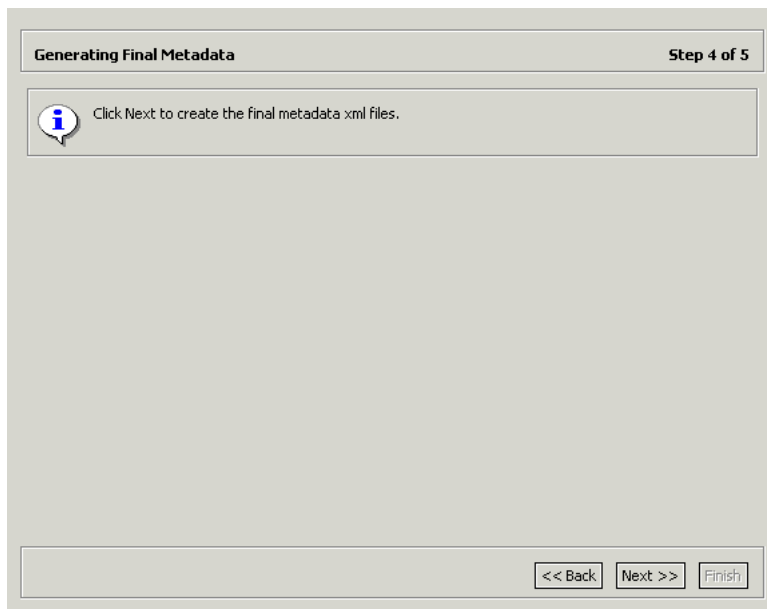 Generating Final Metadata Step 4 of 5
Click Next to create the final metadata xml files.
<< Back Next >> Finish